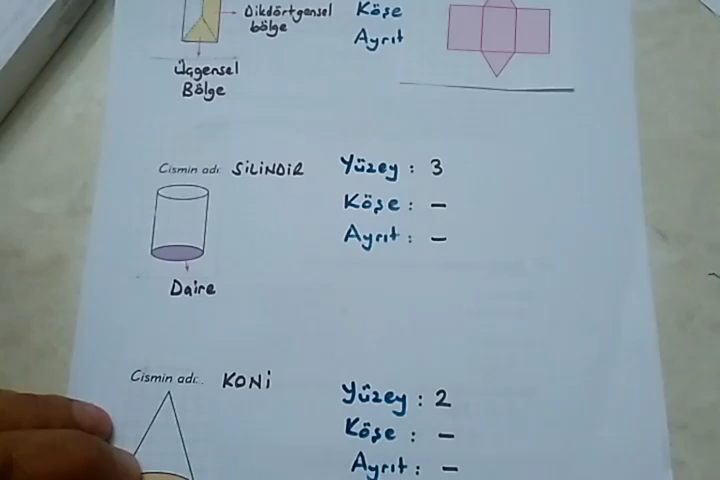 Dikdörtgensel
bölge
Köşe
Ayrıt
Üçgensel
Bölge
Cismin adı: SİLİNDİR
Yüzey : 3
Köşe : –
Ayrıt : –
Daire
Cismin adı:. KONİ
Yüzey : 2
Köşe : –
Ayrıt : –